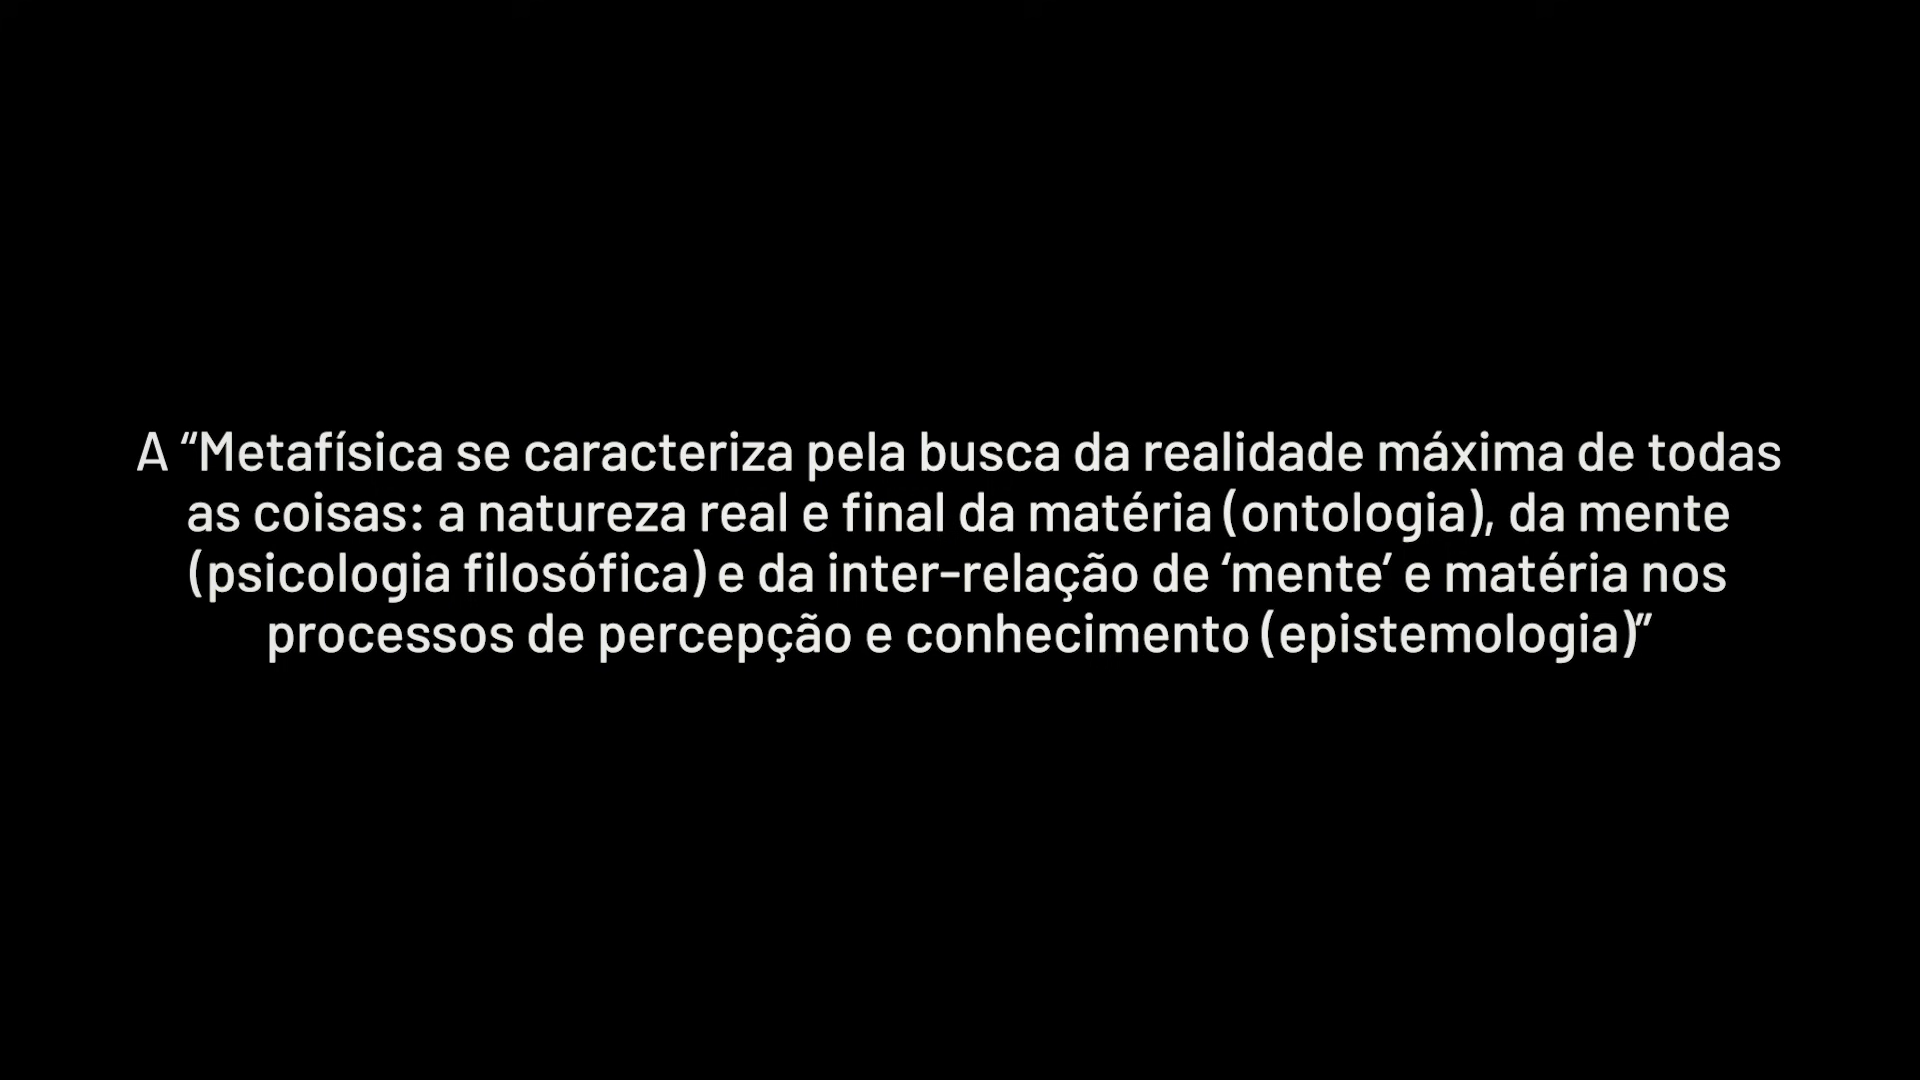 A “Metafísica se caracteriza pela busca da realidade máxima de todas
as coisas: a natureza real e final da matéria (ontologia), da mente
(psicologia filosófica) e da inter-relação de ‘mente’ e matéria nos
processos de percepção e conhecimento (epistemologia)”